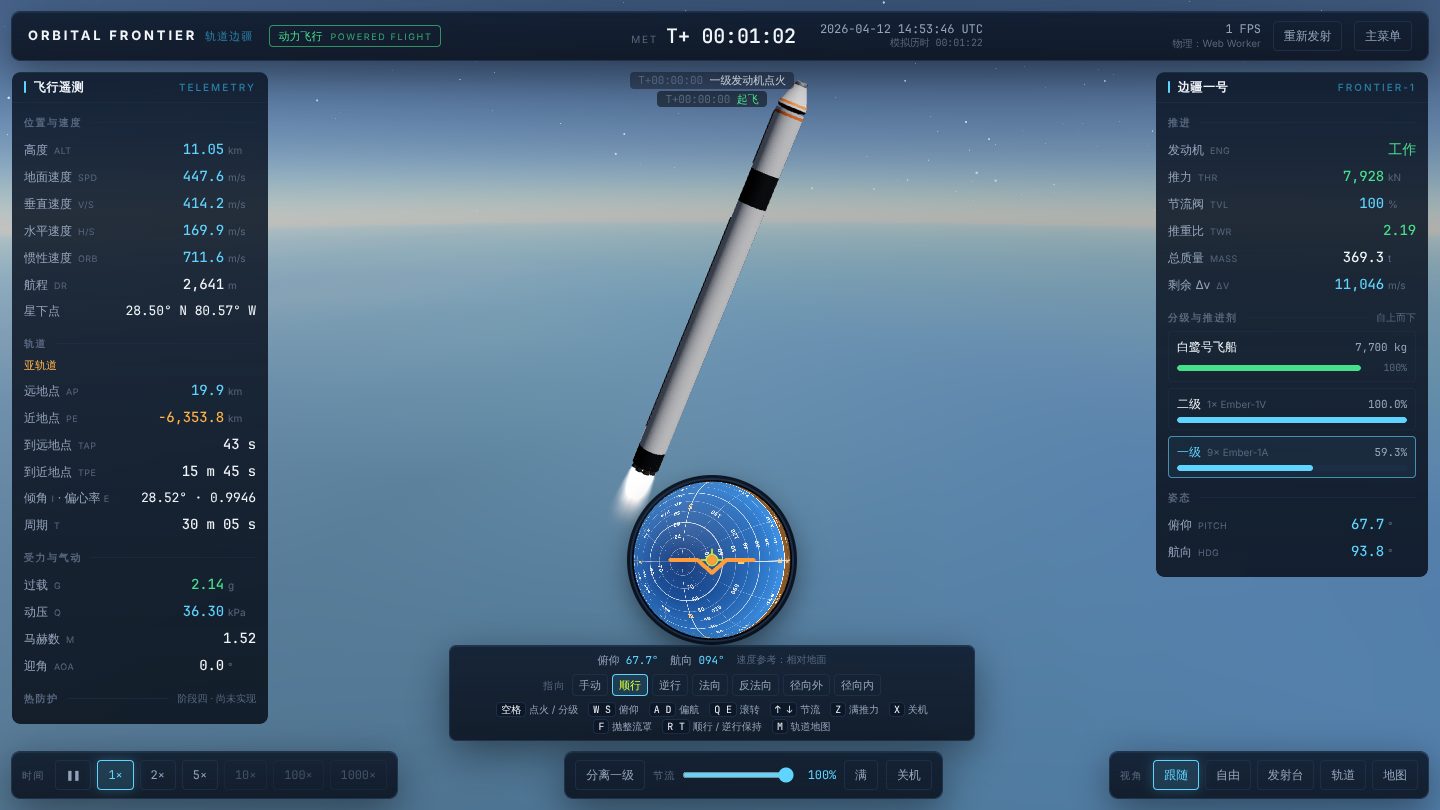 ORBITAL FRONTIER 轨道边疆 动力飞行 POWERED FLIGHT
MET T+ 00:01:02 2026-04-12 14:53:46 UTC
模拟历时 00:01:22
1 FPS
物理：Web Worker
重新发射 主菜单
T+00:00:00 一级发动机点火
T+00:00:00 起飞
飞行遥测 TELEMETRY
位置与速度
高度 ALT 11.05 km
地面速度 SPD 447.6 m/s
垂直速度 V/S 414.2 m/s
水平速度 H/S 169.9 m/s
惯性速度 ORB 711.6 m/s
航程 DR 2,641 m
星下点 28.50° N 80.57° W
轨道
亚轨道
远地点 AP 19.9 km
近地点 PE -6,353.8 km
到远地点 TAP 43 s
到近地点 TPE 15 m 45 s
倾角 I · 偏心率 E 28.52° · 0.9946
周期 T 30 m 05 s
受力与气动
过载 G 2.14 g
动压 Q 36.30 kPa
马赫数 M 1.52
迎角 AOA 0.0 °
热防护 阶段四 · 尚未实现
边疆一号 FRONTIER-1
推进
发动机 ENG 工作
推力 THR 7,928 kN
节流阀 TVL 100 %
推重比 TWR 2.19
总质量 MASS 369.3 t
剩余 Δv ΔV 11,046 m/s
分级与推进剂 自上而下
白鹭号飞船 7,700 kg
100%
二级 1× Ember-1V 100.0%
一级 9× Ember-1A 59.3%
姿态
俯仰 PITCH 67.7 °
航向 HDG 93.8 °
俯仰 67.7° 航向 094° 速度参考：相对地面
指向 手动 顺行 逆行 法向 反法向 径向外 径向内
空格 点火 / 分级 W S 俯仰 A D 偏航 Q E 滚转 ↑ ↓ 节流 Z 满推力 X 关机
F 抛整流罩 R T 顺行 / 逆行保持 M 轨道地图
时间 1× 2× 5× 10× 100× 1000×
分离一级 节流 100% 满 关机
视角 跟随 自由 发射台 轨道 地图